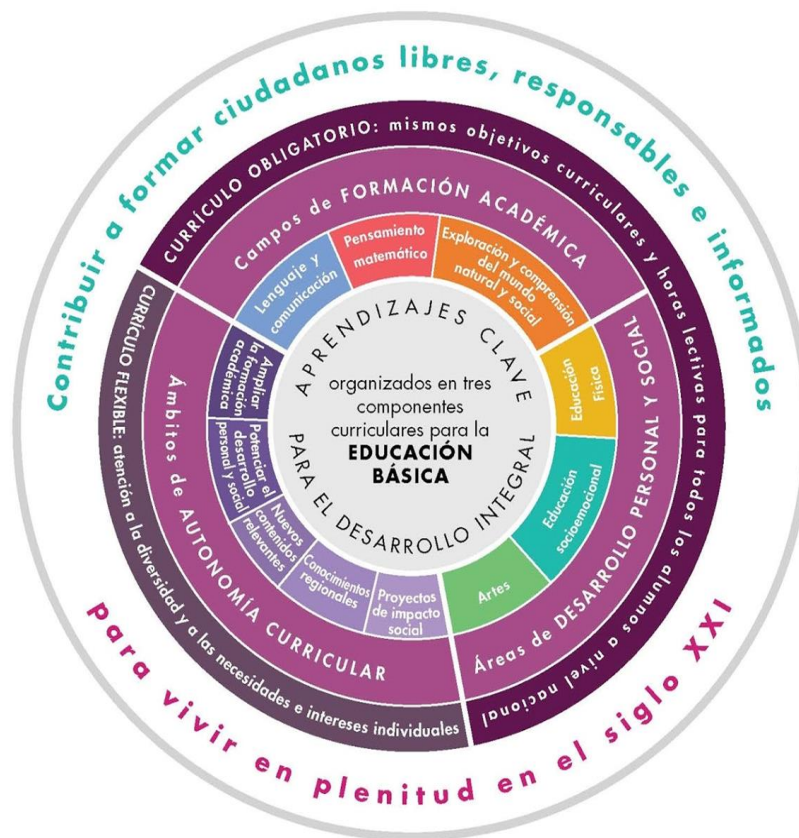 Contribuir a formar ciudadanos libres, responsables e informados
para vivir en plenitud en el siglo XXI
CURRÍCULO OBLIGATORIO: mismos objetivos curriculares y horas lectivas para todos los alumnos a nivel nacional
CURRÍCULO FLEXIBLE: atención a la diversidad y a las necesidades e intereses individuales
Campos de FORMACIÓN ACADÉMICA
Lenguaje y
comunicación
Pensamiento
matemático
Exploración y comprensión
del mundo
natural y social
Áreas de DESARROLLO PERSONAL Y SOCIAL
Educación
Física
Educación
socioemocional
Artes
Ámbitos de AUTONOMÍA CURRICULAR
Ampliar
la formación
académica
Potenciar el
desarrollo
personal y social
Nuevos
contenidos
relevantes
Conocimientos
regionales
Proyectos
de impacto
social
APRENDIZAJES CLAVE
organizados en tres
componentes
curriculares para la
EDUCACIÓN
BÁSICA
PARA EL DESARROLLO INTEGRAL